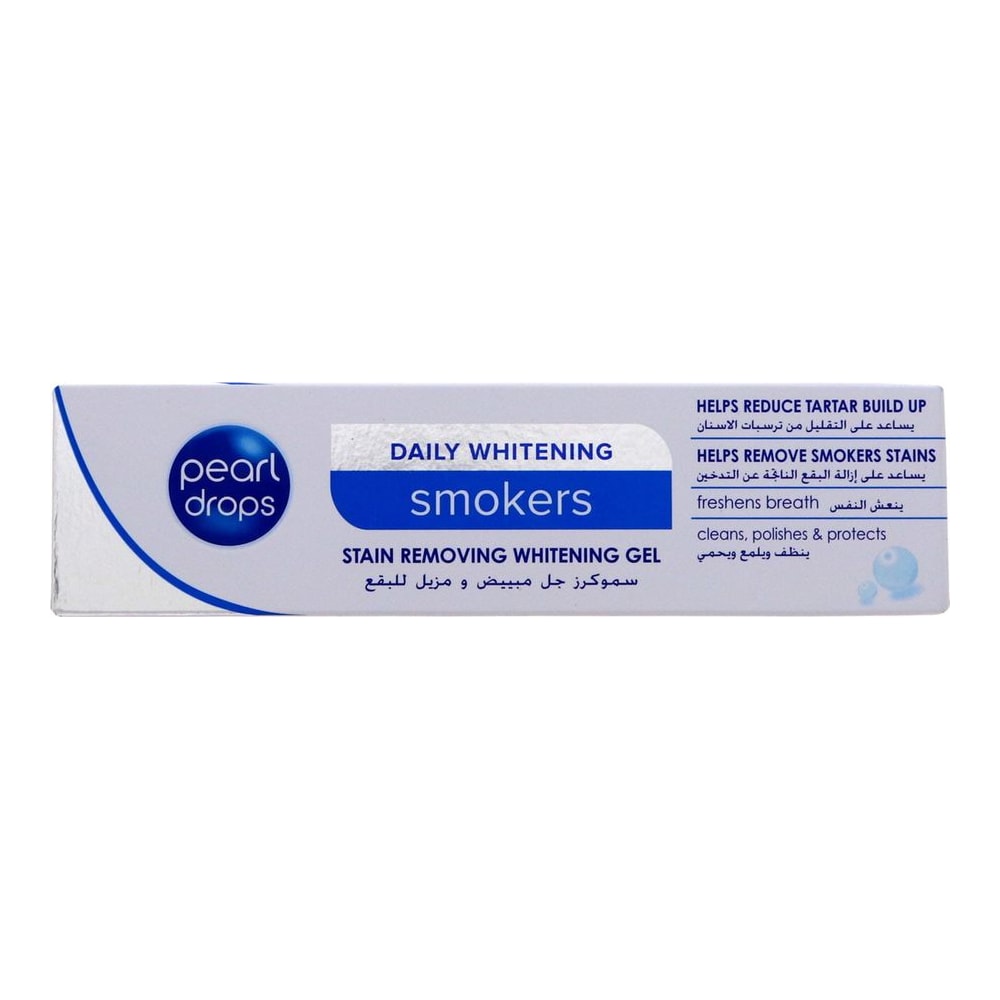 pearl
drops
DAILY WHITENING
smokers
STAIN REMOVING WHITENING GEL
سموكرز جل مبييض و مزيل للبقع
HELPS REDUCE TARTAR BUILD UP
يساعد على التقليل من ترسبات الاسنان
HELPS REMOVE SMOKERS STAINS
يساعد على إزالة البقع الناتجة عن التدخين
freshens breath ينعش النفس
cleans, polishes & protects
ينظف ويلمع ويحمي